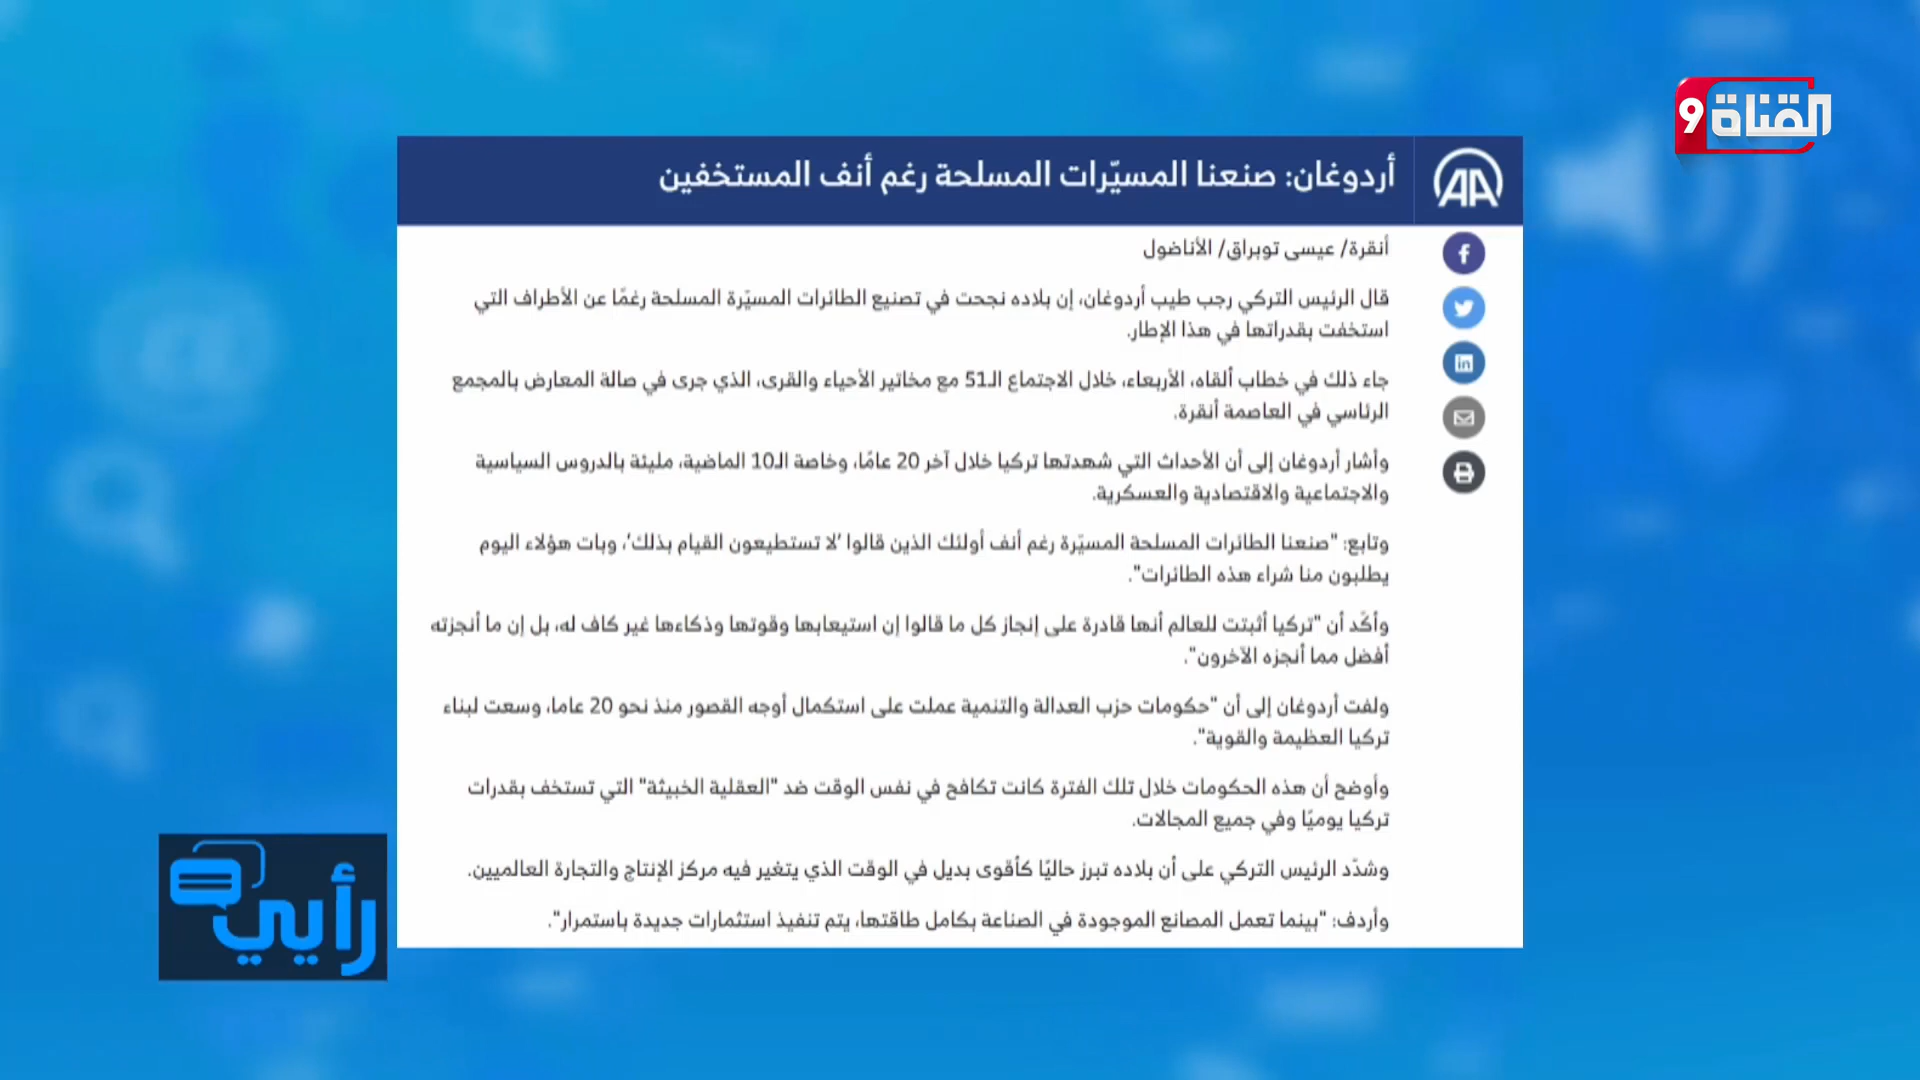 القناة 9
أردوغان: صنعنا المسيّرات المسلحة رغم أنف المستخفين
AA
أنقرة/ عيسى توبراق/ الأناضول
قال الرئيس التركي رجب طيب أردوغان، إن بلاده نجحت في تصنيع الطائرات المسيّرة المسلحة رغمًا عن الأطراف التي
استخفت بقدراتها في هذا الإطار.
جاء ذلك في خطاب ألقاه، الأربعاء، خلال الاجتماع الـ51 مع مخاتير الأحياء والقرى، الذي جرى في صالة المعارض بالمجمع
الرئاسي في العاصمة أنقرة.
وأشار أردوغان إلى أن الأحداث التي شهدتها تركيا خلال آخر 20 عامًا، وخاصة الـ10 الماضية، مليئة بالدروس السياسية
والاجتماعية والاقتصادية والعسكرية.
وتابع: "صنعنا الطائرات المسلحة المسيّرة رغم أنف أولئك الذين قالوا ’لا تستطيعون القيام بذلك‘، وبات هؤلاء اليوم
يطلبون منا شراء هذه الطائرات".
وأكّد أن "تركيا أثبتت للعالم أنها قادرة على إنجاز كل ما قالوا إن استيعابها وقوتها وذكاءها غير كاف له، بل إن ما أنجزته
أفضل مما أنجزه الآخرون".
ولفت أردوغان إلى أن "حكومات حزب العدالة والتنمية عملت على استكمال أوجه القصور منذ نحو 20 عاما، وسعت لبناء
تركيا العظيمة والقوية".
وأوضح أن هذه الحكومات خلال تلك الفترة كانت تكافح في نفس الوقت ضد "العقلية الخبيثة" التي تستخف بقدرات
تركيا يوميًا وفي جميع المجالات.
وشدّد الرئيس التركي على أن بلاده تبرز حاليًا كأقوى بديل في الوقت الذي يتغير فيه مركز الإنتاج والتجارة العالميين.
وأردف: "بينما تعمل المصانع الموجودة في الصناعة بكامل طاقتها، يتم تنفيذ استثمارات جديدة باستمرار".
رأيي